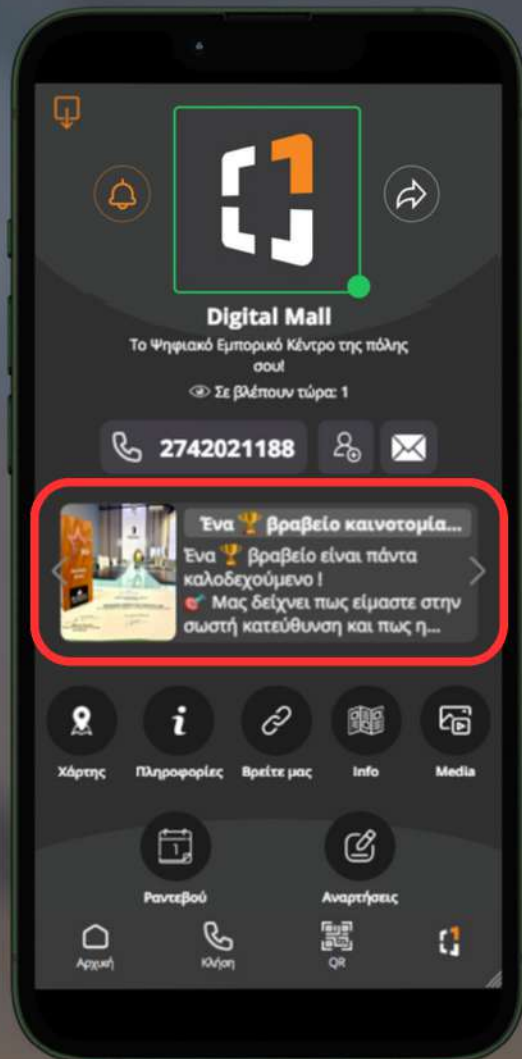 Digital Mall
Το Ψηφιακό Εμπορικό Κέντρο της πόλης
σου!
Σε βλέπουν τώρα: 1
2742021188
Ένα 🏆 βραβείο καινοτομία...
Ένα 🏆 βραβείο είναι πάντα
καλοδεχούμενο !
🎯 Μας δείχνει πως είμαστε στην
σωστή κατεύθυνση και πως η...
Χάρτης Πληροφορίες Βρείτε μας Info Media
Ραντεβού Αναρτήσεις
Αρχική Κλήση QR